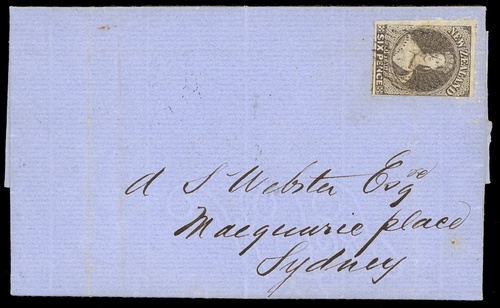 NEW ZEALAND
SIX PENCE
A S Webster Esqre
Macquarie place
Sydney